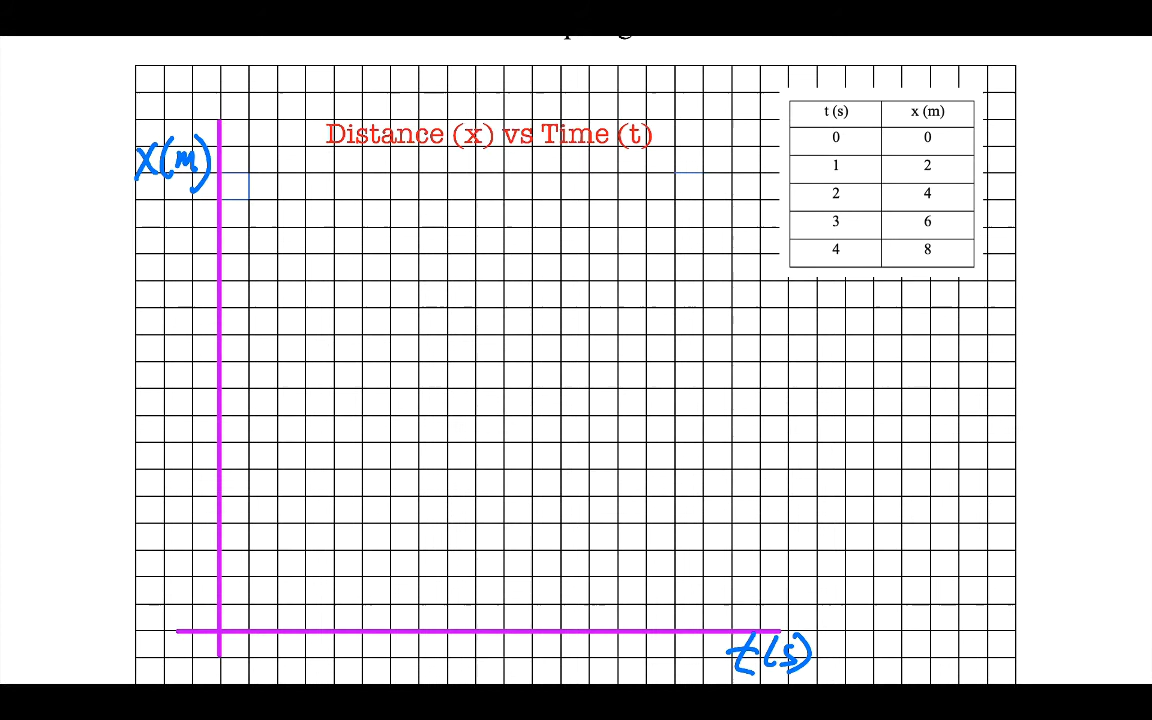 Distance (x) vs Time (t)
x(m)
t (s) x (m)
0 0
1 2
2 4
3 6
4 8
t(s)